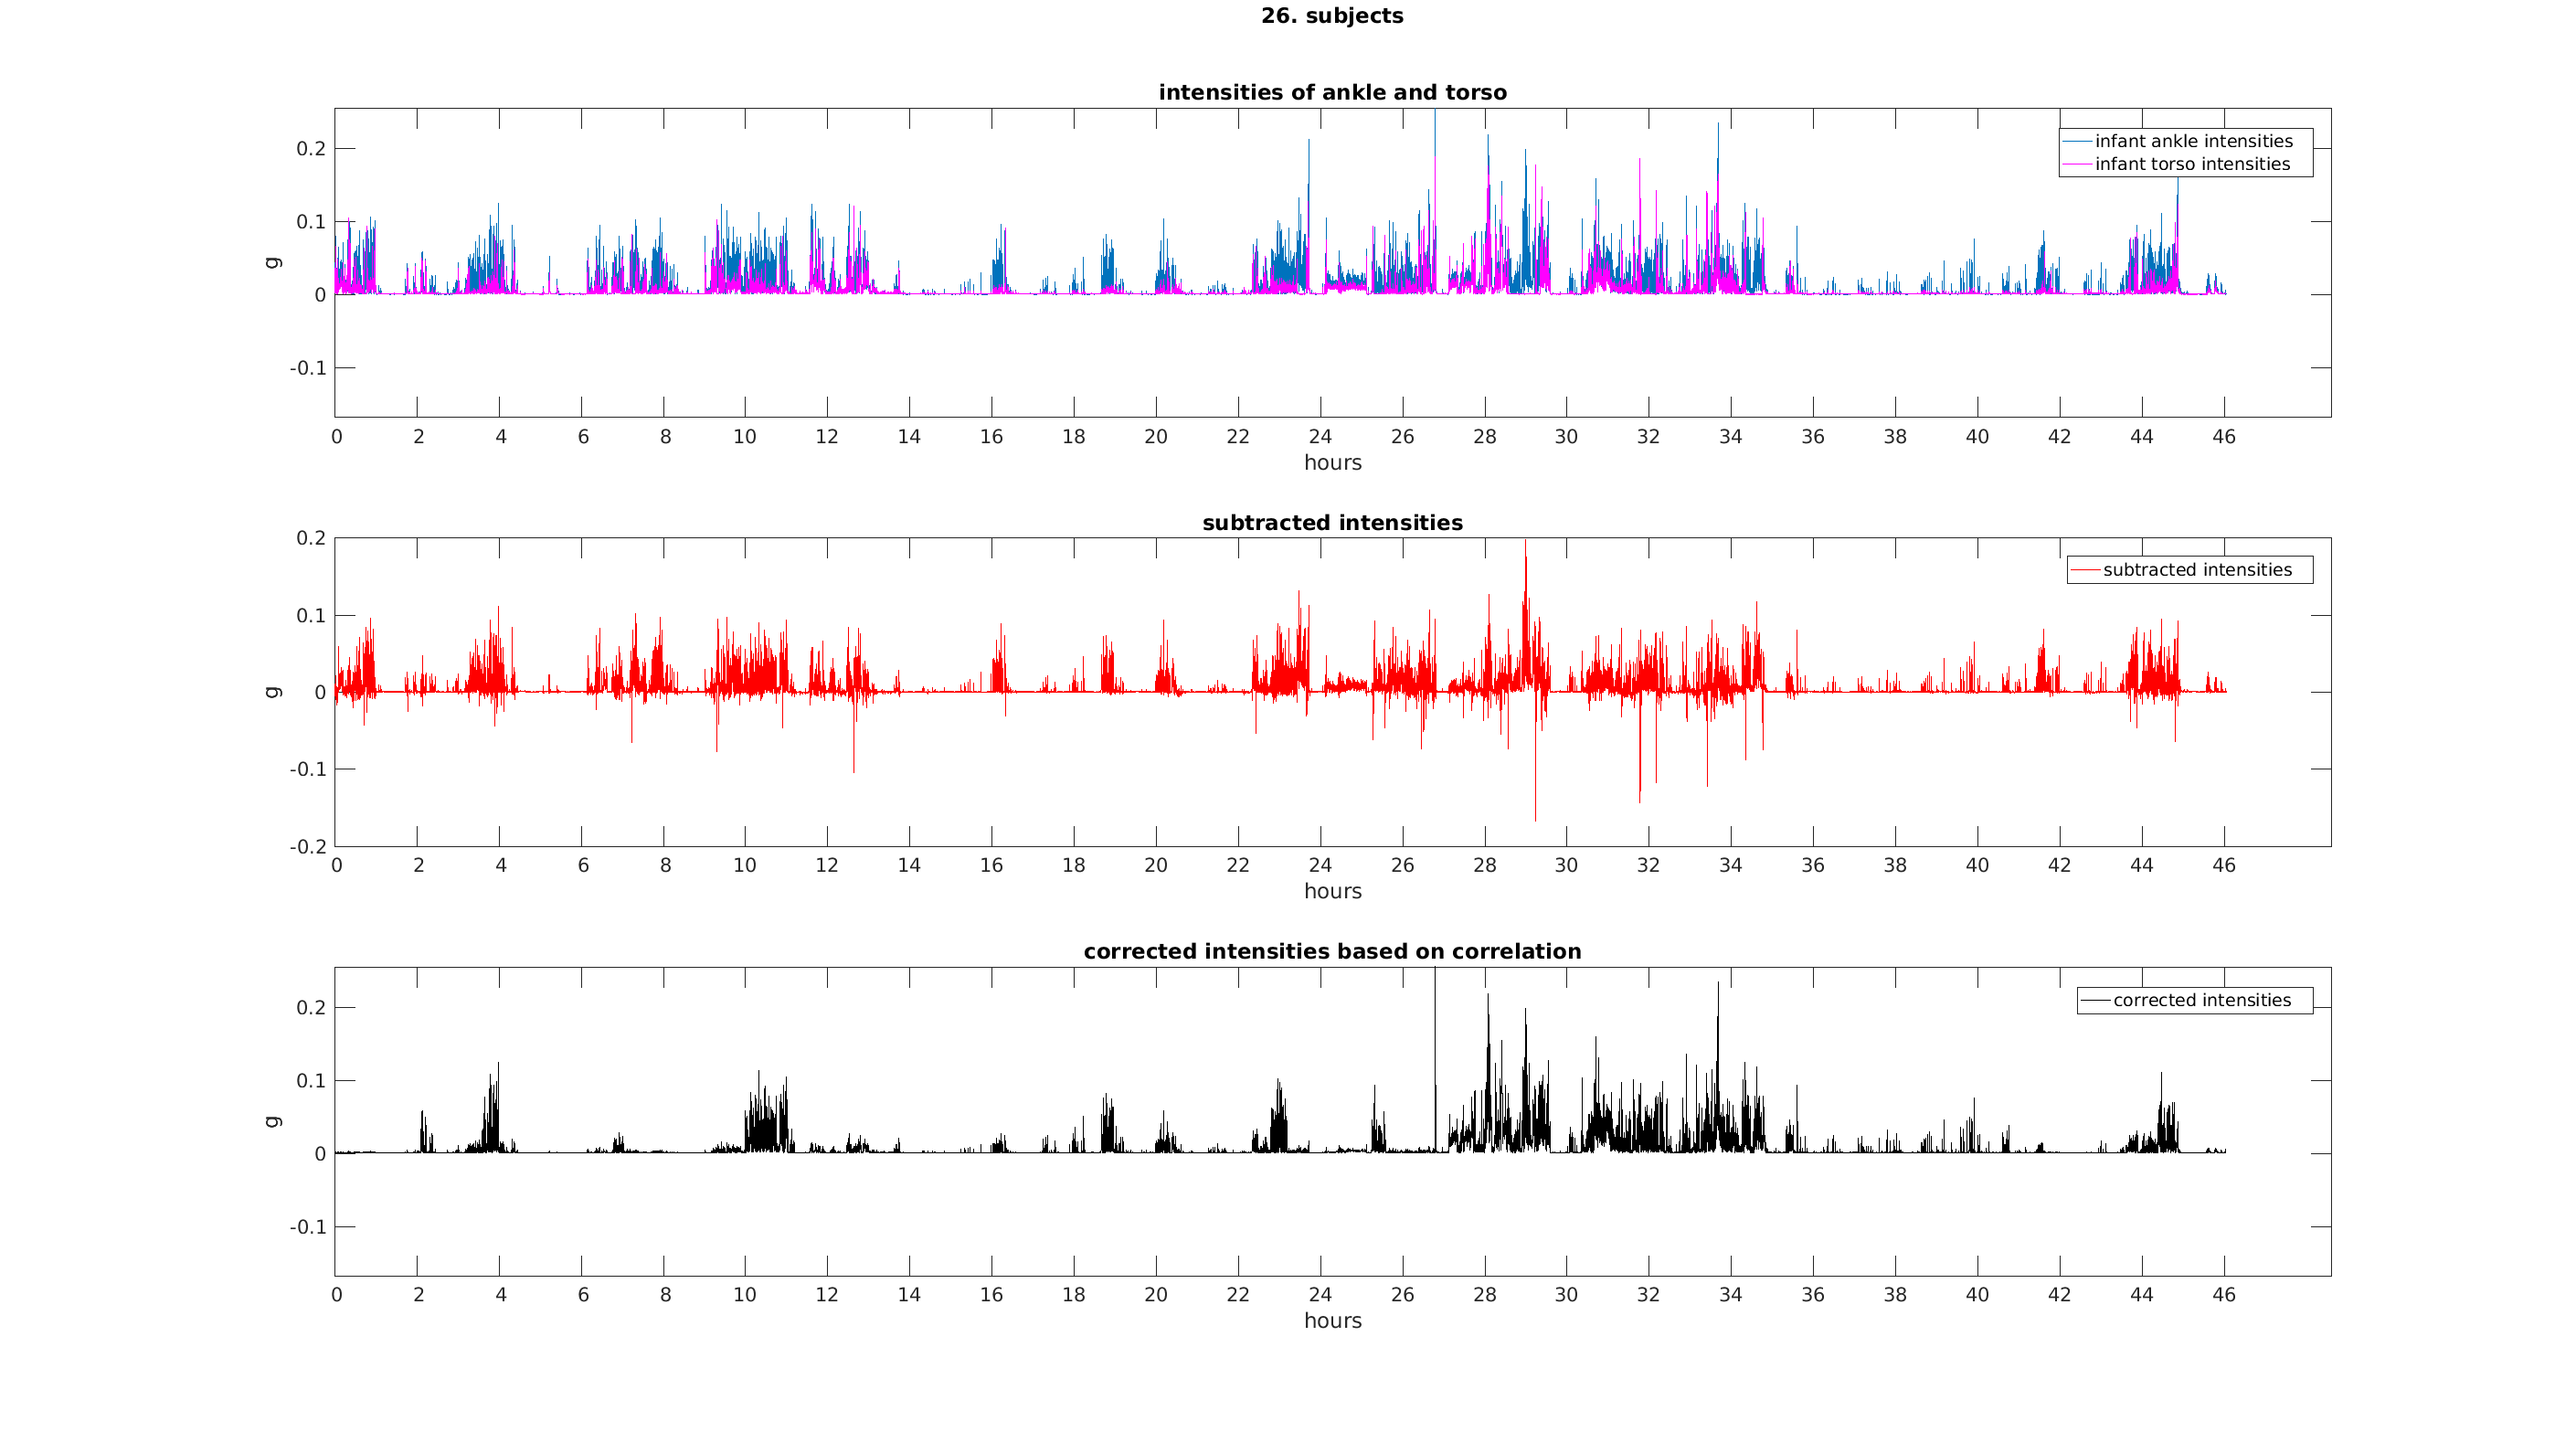 26. subjects
intensities of ankle and torso
infant ankle intensities
infant torso intensities
0.2
0.1
0
-0.1
g
0 2 4 6 8 10 12 14 16 18 20 22 24 26 28 30 32 34 36 38 40 42 44 46
hours
subtracted intensities
subtracted intensities
0.2
0.1
0
-0.1
-0.2
g
0 2 4 6 8 10 12 14 16 18 20 22 24 26 28 30 32 34 36 38 40 42 44 46
hours
corrected intensities based on correlation
corrected intensities
0.2
0.1
0
-0.1
g
0 2 4 6 8 10 12 14 16 18 20 22 24 26 28 30 32 34 36 38 40 42 44 46
hours